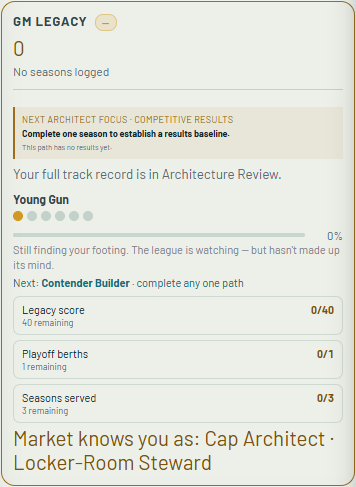 GM LEGACY –
0
No seasons logged
NEXT ARCHITECT FOCUS · COMPETITIVE RESULTS
Complete one season to establish a results baseline.
This path has no results yet.
Your full track record is in Architecture Review.
Young Gun
0%
Still finding your footing. The league is watching — but hasn't made up
its mind.
Next: Contender Builder · complete any one path
Legacy score 0/40
40 remaining
Playoff berths 0/1
1 remaining
Seasons served 0/3
3 remaining
Market knows you as: Cap Architect ·
Locker-Room Steward